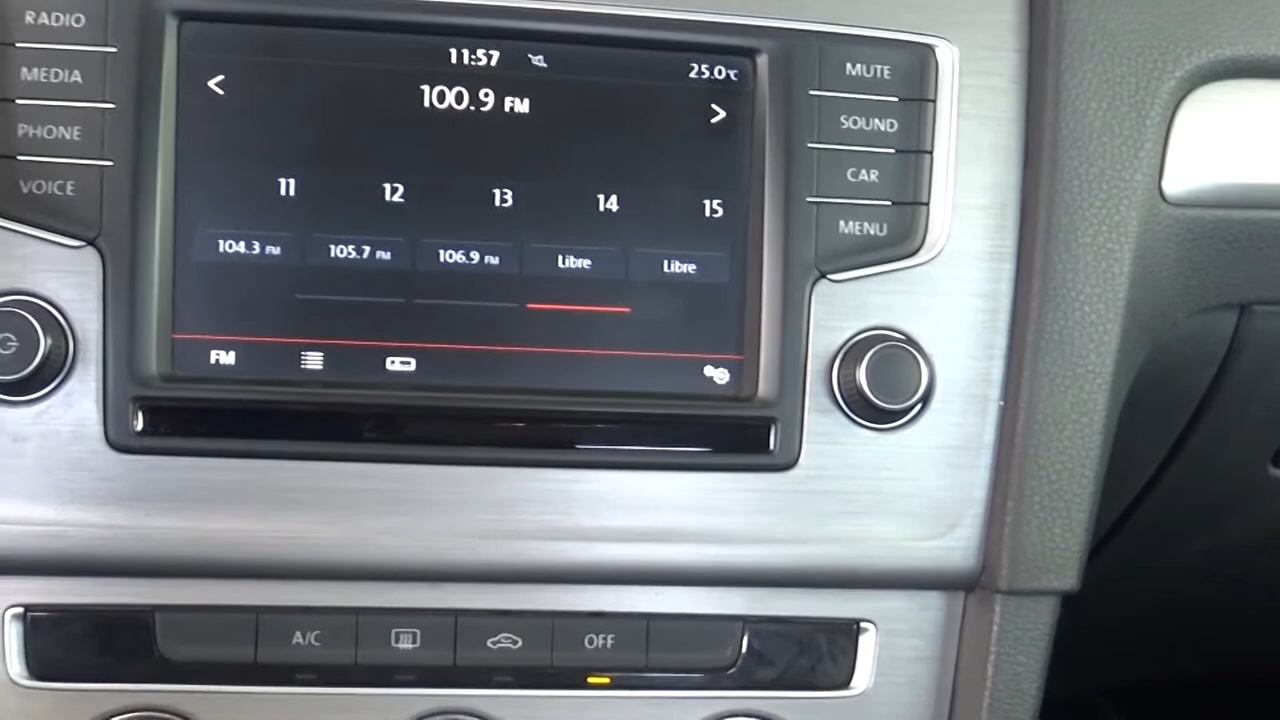 RADIO
MEDIA
PHONE
VOICE
11:57
25.0°C
< 100.9 FM >
11 12 13 14 15
104.3 FM 105.7 FM 106.9 FM Libre Libre
FM
MUTE
SOUND
CAR
MENU
A/C OFF